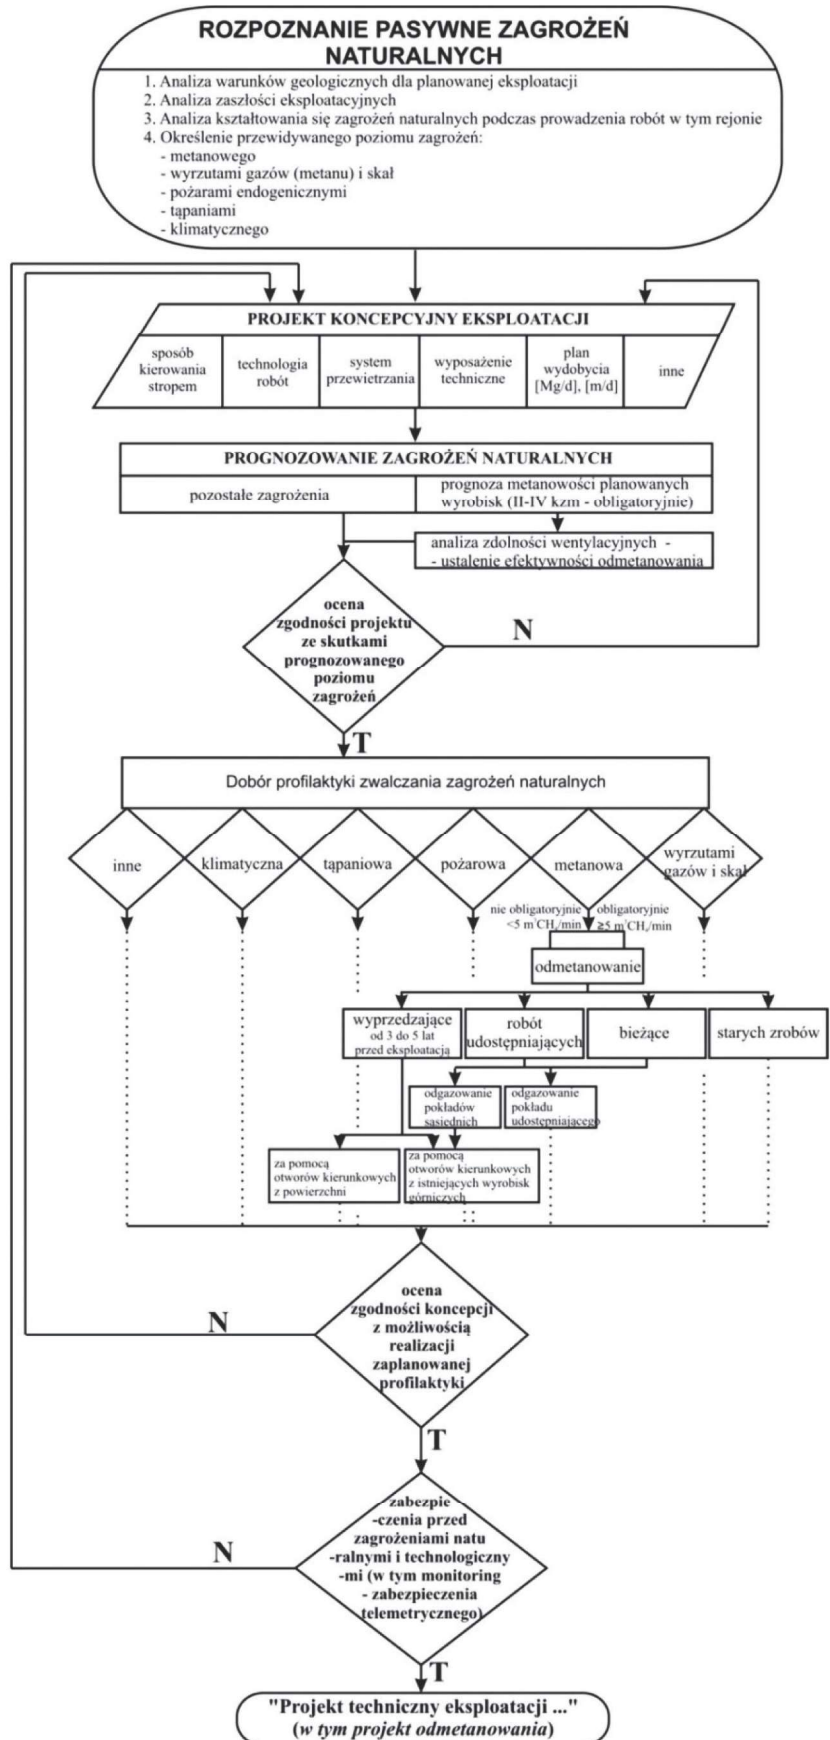 ROZPOZNANIE PASYWNE ZAGROŻEŃ
NATURALNYCH
1. Analiza warunków geologicznych dla planowanej eksploatacji
2. Analiza zaszłości eksploatacyjnych
3. Analiza kształtowania się zagrożeń naturalnych podczas prowadzenia robót w tym rejonie
4. Określenie przewidywanego poziomu zagrożeń:
- metanowego
- wyrzutami gazów (metanu) i skał
- pożarami endogenicznymi
- tąpaniami
- klimatycznego
PROJEKT KONCEPCYJNY EKSPLOATACJI
sposób
kierowania
stropem
technologia
robót
system
przewietrzania
wyposażenie
techniczne
plan
wydobycia
[Mg/d], [m/d]
inne
PROGNOZOWANIE ZAGROŻEŃ NATURALNYCH
pozostałe zagrożenia
prognoza metanowości planowanych
wyrobisk (II-IV kzm - obligatoryjnie)
analiza zdolności wentylacyjnych -
- ustalenie efektywności odmetanowania
ocena
zgodności projektu
ze skutkami
prognozowanego
poziomu
zagrożeń
N
T
Dobór profilaktyki zwalczania zagrożeń naturalnych
inne
klimatyczna
tąpaniowa
pożarowa
metanowa
wyrzutami
gazów i skał
nie obligatoryjnie
<5 m³CH₄/min
obligatoryjnie
≥5 m³CH₄/min
odmetanowanie
wyprzedzające
od 3 do 5 lat
przed eksploatacją
robót
udostępniających
bieżące
starych zrobów
odgazowanie
pokładów
sąsiednich
odgazowanie
pokładu
udostępniającego
za pomocą
otworów kierunkowych
z powierzchni
za pomocą
otworów kierunkowych
z istniejących wyrobisk
górniczych
ocena
zgodności koncepcji
z możliwością
realizacji
zaplanowanej
profilaktyki
N
T
zabezpie
-czenia przed
zagrożeniami natu
-ralnymi i technologiczny
-mi (w tym monitoring
- zabezpieczenia
telemetrycznego)
N
T
"Projekt techniczny eksploatacji ..."
(w tym projekt odmetanowania)